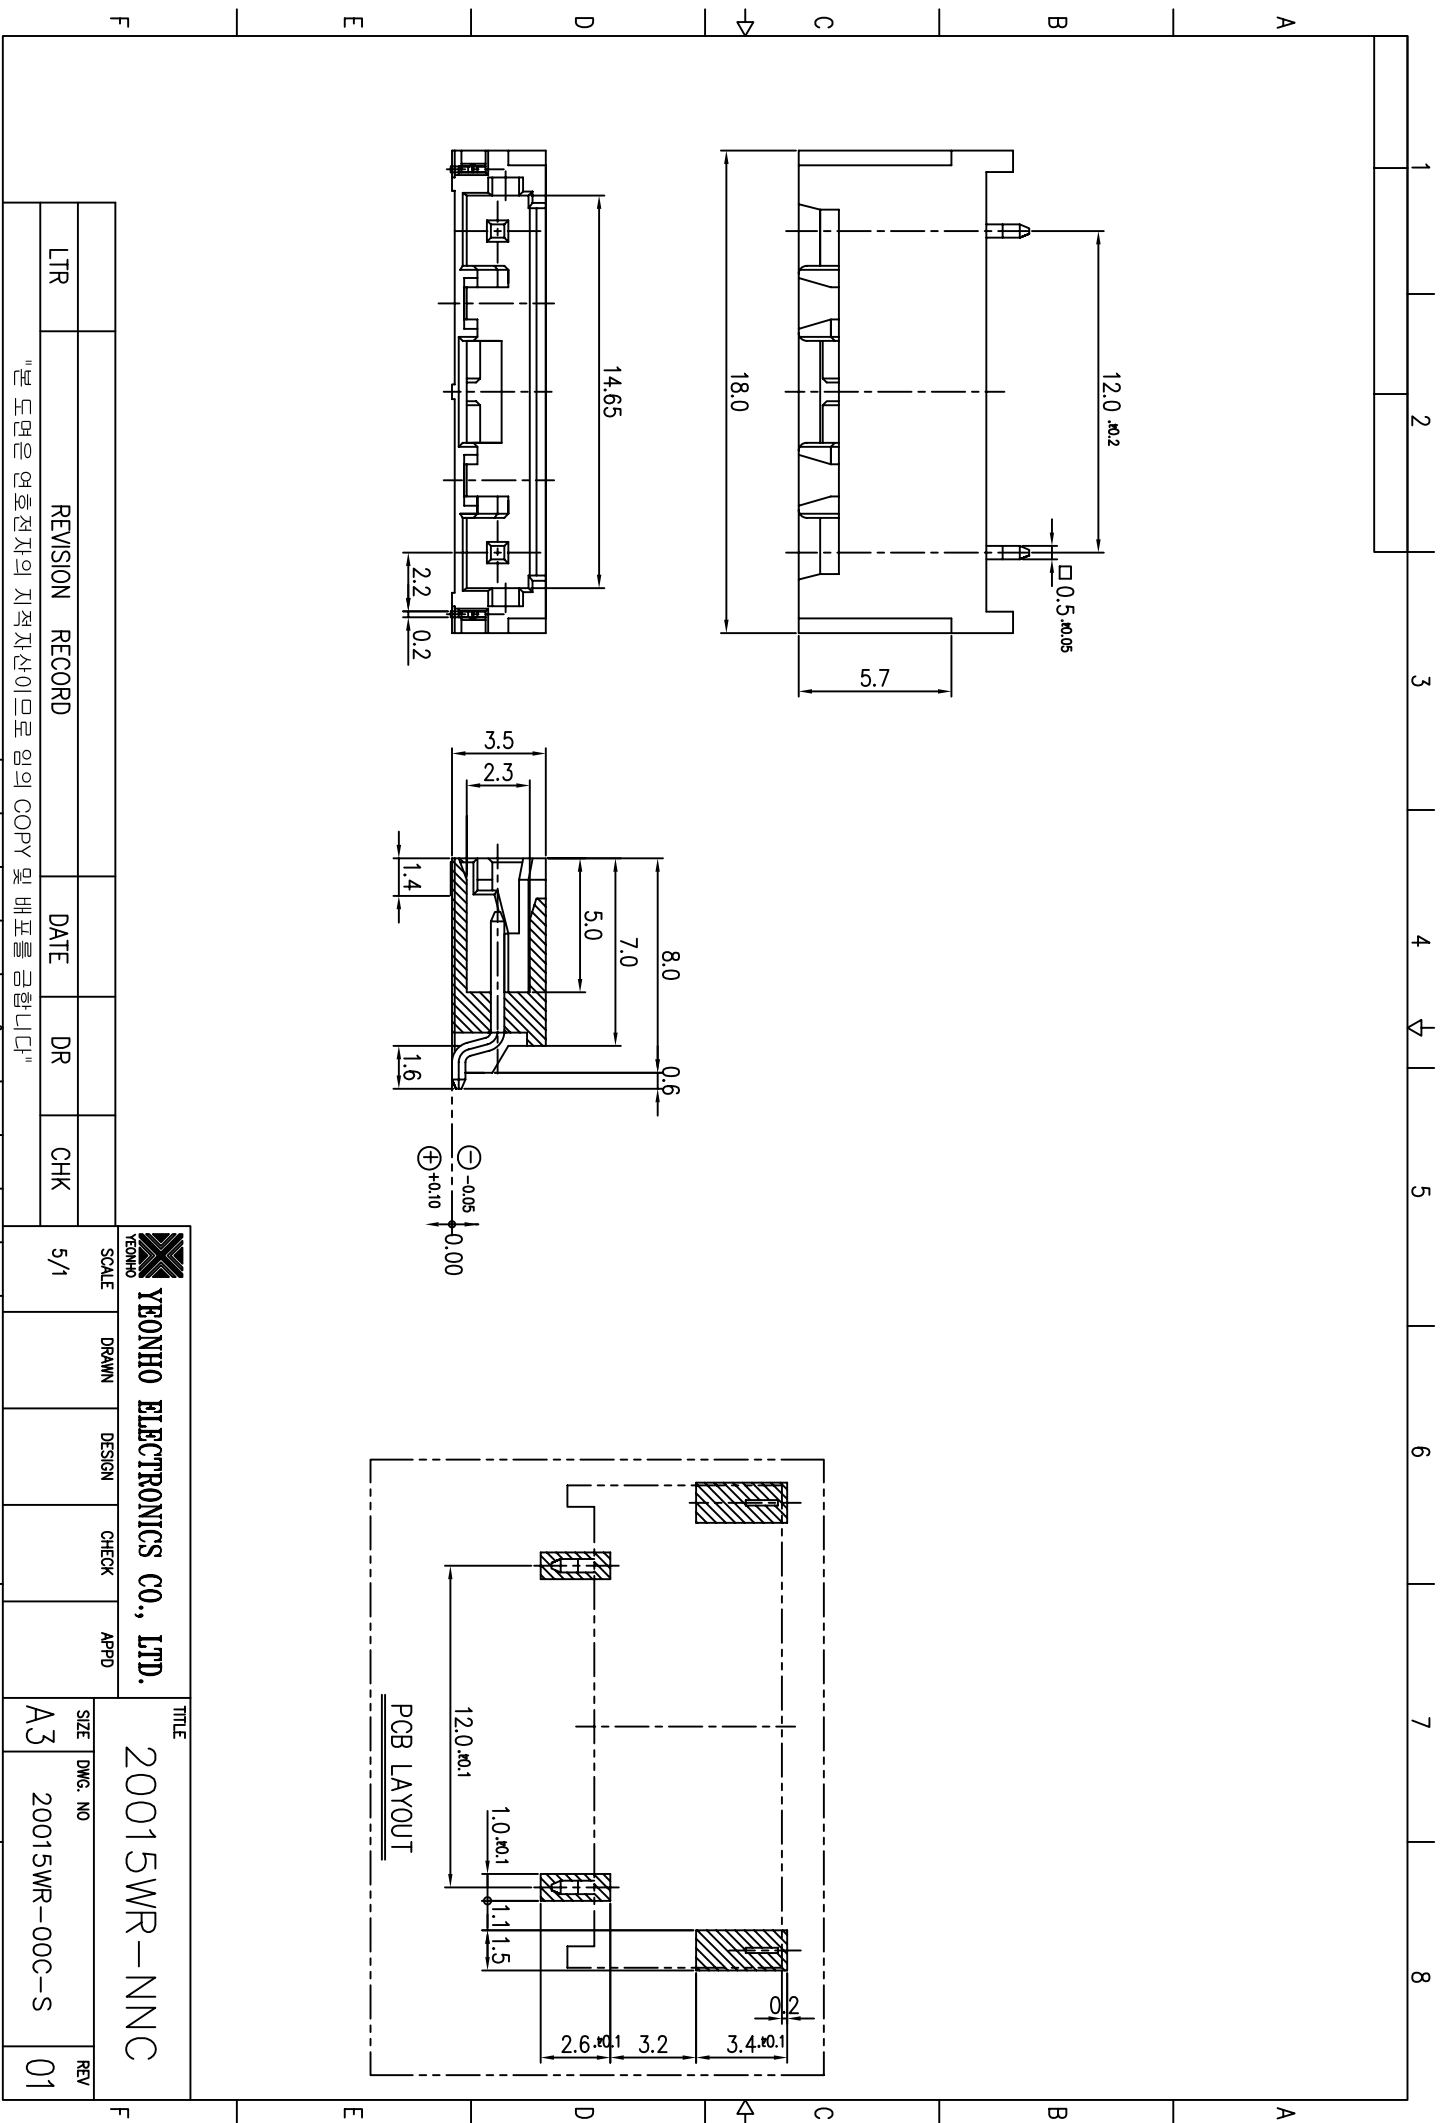 1
2
3
4
5
6
7
8
A
B
C
D
E
F
A
B
C
D
E
F
12.0 ±0.2
□0.5 ±0.05
18.0
5.7
14.65
2.2
0.2
3.5
2.3
1.4
5.0
7.0
8.0
0.6
1.6
⊖ -0.05
⊕ +0.10
0.00
0.2
3.4±0.1
3.2
2.6±0.1
1.0±0.1
1.1
1.5
12.0±0.1
PCB LAYOUT
LTR
REVISION RECORD
DATE
DR
CHK
"본 도면은 연호전자의 지적자산이므로 임의 COPY 및 배포를 금합니다"
YEONHO
YEONHO ELECTRONICS CO., LTD.
SCALE
DRAWN
DESIGN
CHECK
APPD
5/1
TITLE
20015WR-NNC
SIZE
DWG. NO
REV
A3
20015WR-00C-S
01